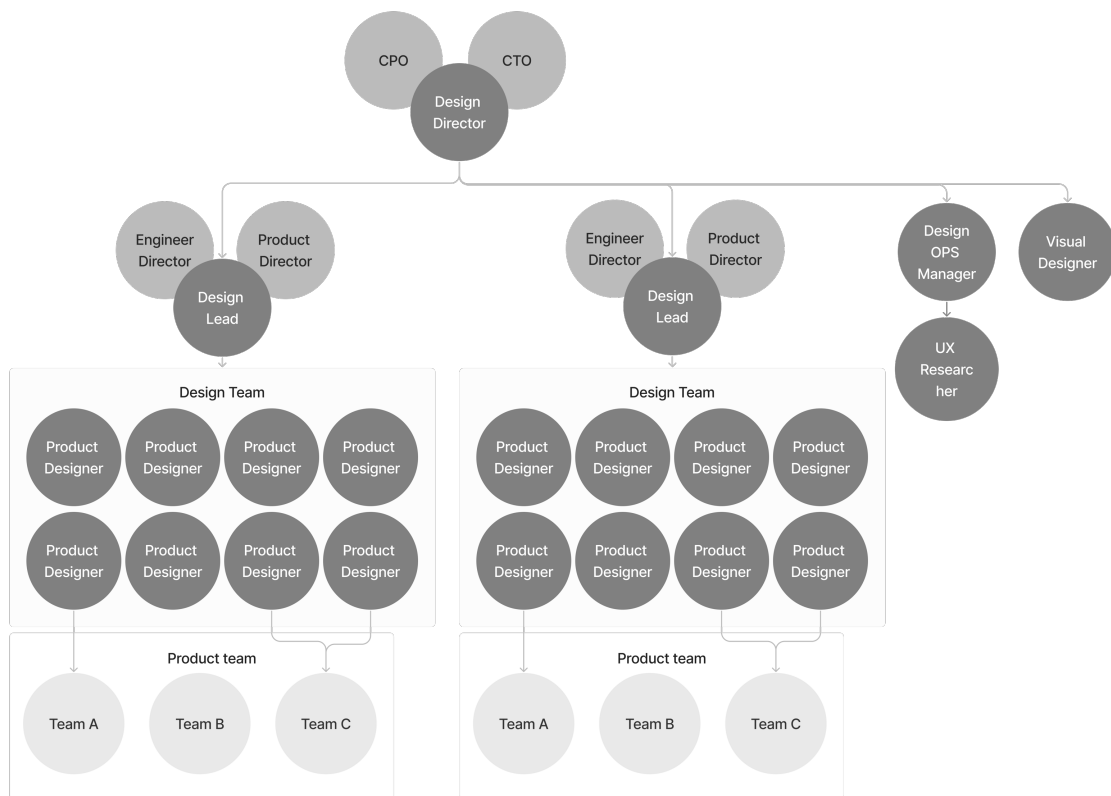 CPO
CTO
Design
Director
Engineer
Director
Product
Director
Design
Lead
Engineer
Director
Product
Director
Design
Lead
Design
OPS
Manager
Visual
Designer
UX
Researc
her
Design Team
Product
Designer
Product
Designer
Product
Designer
Product
Designer
Product
Designer
Product
Designer
Product
Designer
Product
Designer
Design Team
Product
Designer
Product
Designer
Product
Designer
Product
Designer
Product
Designer
Product
Designer
Product
Designer
Product
Designer
Product team
Team A
Team B
Team C
Product team
Team A
Team B
Team C